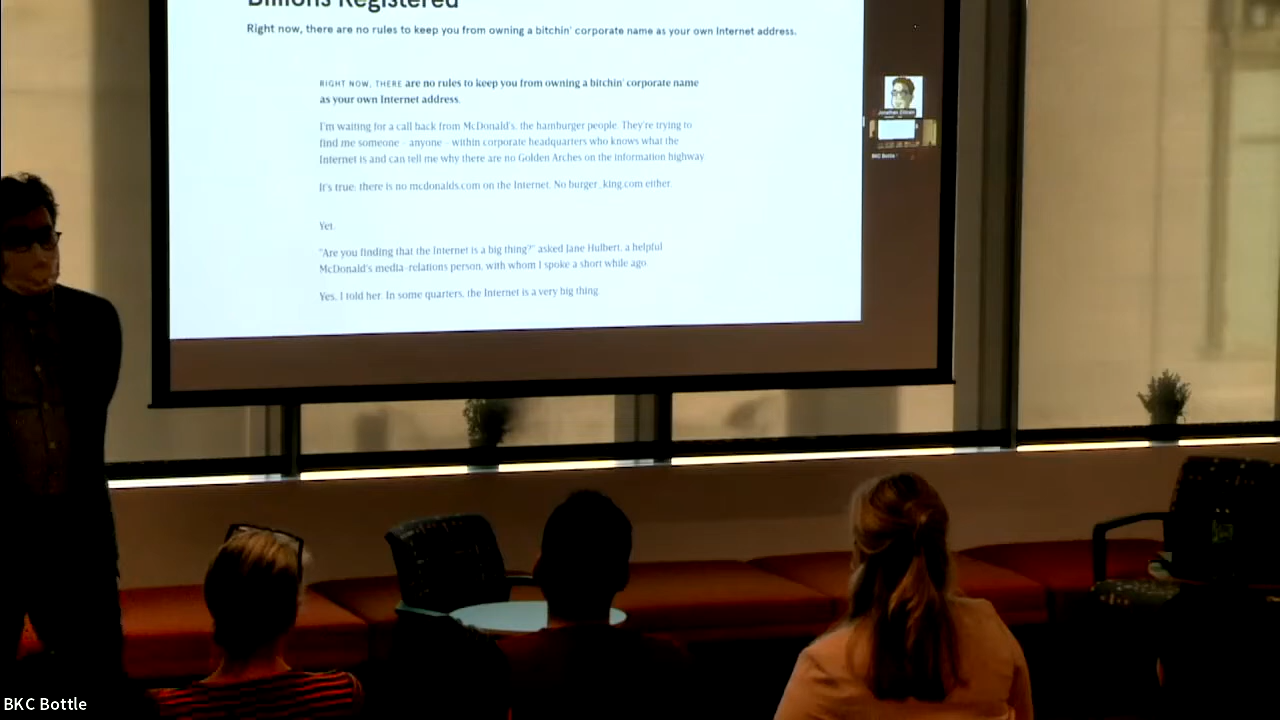 Billions Registered
Right now, there are no rules to keep you from owning a bitchin' corporate name as your own Internet address.
RIGHT NOW, THERE are no rules to keep you from owning a bitchin' corporate name
as your own Internet address.
I'm waiting for a call back from McDonald's, the hamburger people. They're trying to
find me someone - anyone - within corporate headquarters who knows what the
Internet is and can tell me why there are no Golden Arches on the information highway.
It's true: there is no mcdonalds.com on the Internet. No burger_king.com either.
Yet.
"Are you finding that the Internet is a big thing?" asked Jane Hulbert, a helpful
McDonald's media-relations person, with whom I spoke a short while ago.
Yes, I told her. In some quarters, the Internet is a very big thing.
BKC Bottle
BKC Bottle